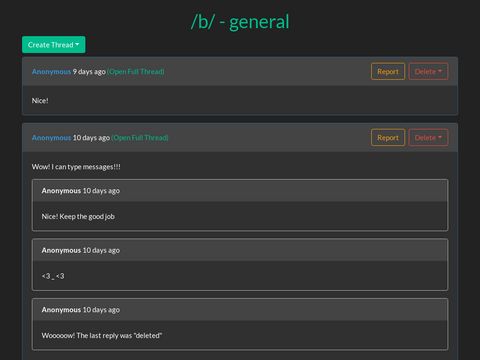 /b/ - general
Create Thread
Anonymous 9 days ago (Open Full Thread) Report Delete
Nice!
Anonymous 10 days ago (Open Full Thread) Report Delete
Wow! I can type messages!!!
Anonymous 10 days ago
Nice! Keep the good job
Anonymous 10 days ago
<3 _ <3
Anonymous 10 days ago
Wooooow! The last reply was "deleted"